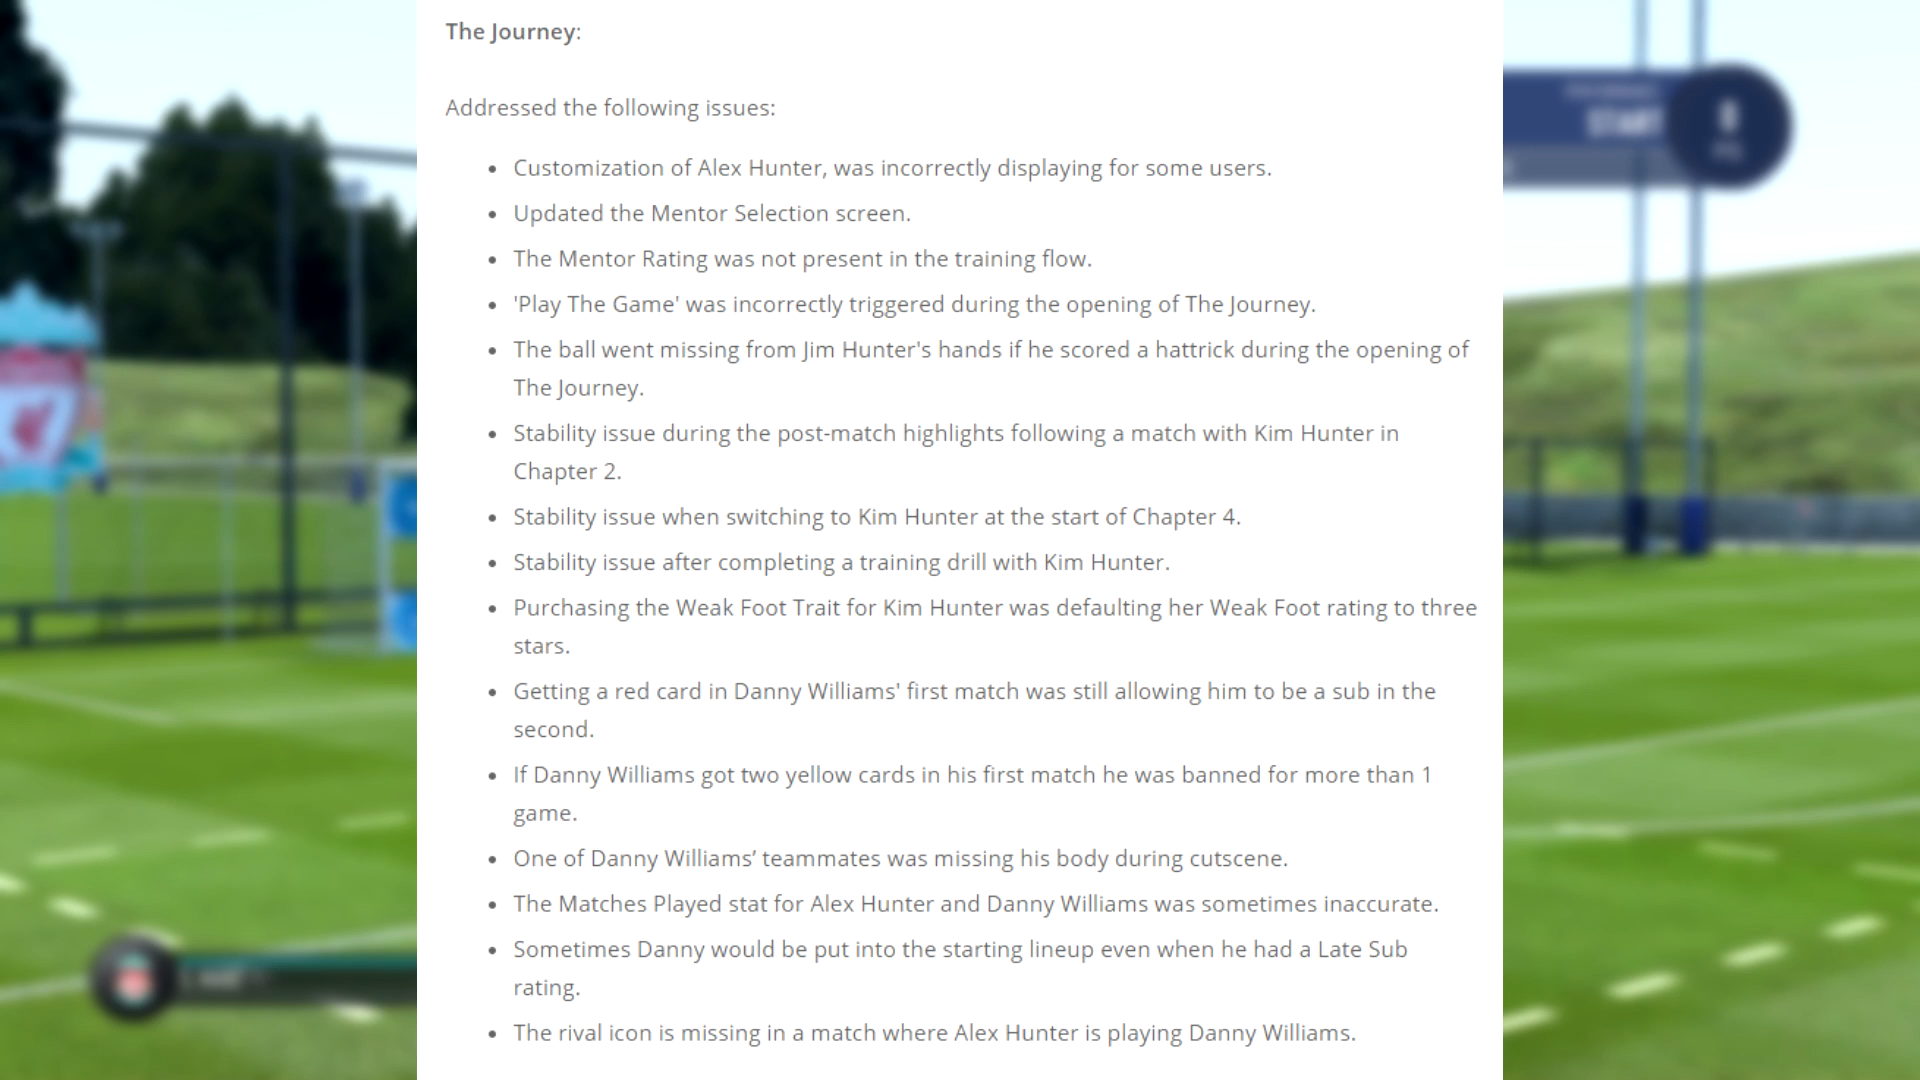 The Journey:
Addressed the following issues:
• Customization of Alex Hunter, was incorrectly displaying for some users.
• Updated the Mentor Selection screen.
• The Mentor Rating was not present in the training flow.
• 'Play The Game' was incorrectly triggered during the opening of The Journey.
• The ball went missing from Jim Hunter's hands if he scored a hattrick during the opening of
The Journey.
• Stability issue during the post-match highlights following a match with Kim Hunter in
Chapter 2.
• Stability issue when switching to Kim Hunter at the start of Chapter 4.
• Stability issue after completing a training drill with Kim Hunter.
• Purchasing the Weak Foot Trait for Kim Hunter was defaulting her Weak Foot rating to three
stars.
• Getting a red card in Danny Williams' first match was still allowing him to be a sub in the
second.
• If Danny Williams got two yellow cards in his first match he was banned for more than 1
game.
• One of Danny Williams’ teammates was missing his body during cutscene.
• The Matches Played stat for Alex Hunter and Danny Williams was sometimes inaccurate.
• Sometimes Danny would be put into the starting lineup even when he had a Late Sub
rating.
• The rival icon is missing in a match where Alex Hunter is playing Danny Williams.
START